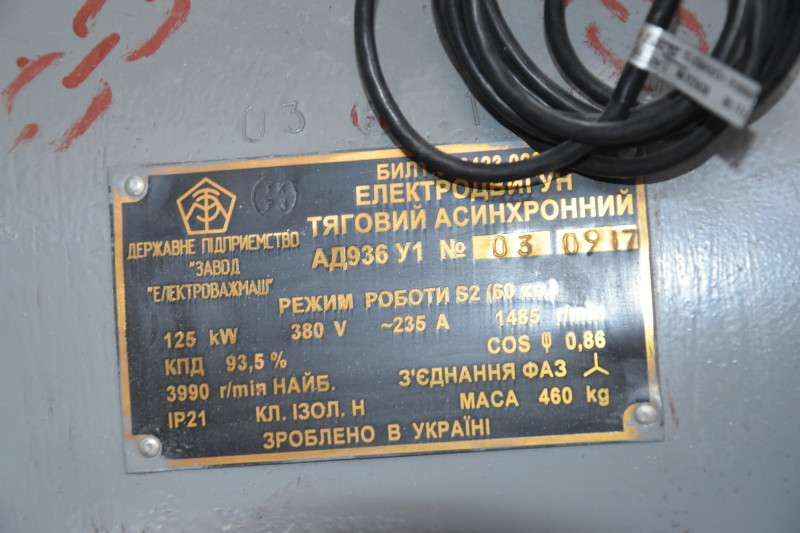 03
ЕЛЕКТРОДВИГУН
ТЯГОВИЙ АСИНХРОННИЙ
АД936 У1 № 03 0917
ДЕРЖАВНЕ ПІДПРИЄМСТВО
"ЗАВОД
"ЕЛЕКТРОВАЖМАШ"
РЕЖИМ РОБОТИ S2 (60
125 kW 380 V ~235 A 1485 r/min
COS φ 0,86
КПД 93,5 %
3990 r/min НАЙБ. З'ЄДНАННЯ ФАЗ
IP21 КЛ. ІЗОЛ. Н МАСА 460 kg
ЗРОБЛЕНО В УКРАЇНІ